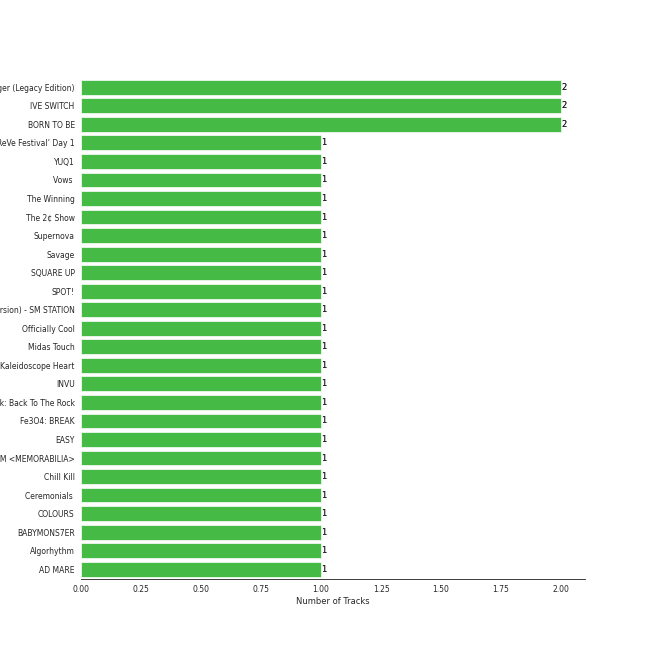 ger (Legacy Edition) 2
IVE SWITCH 2
BORN TO BE 2
ReVe Festival’ Day 1 1
YUQ1 1
Vows 1
The Winning 1
The 2¢ Show 1
Supernova 1
Savage 1
SQUARE UP 1
SPOT! 1
rsion) - SM STATION 1
Officially Cool 1
Midas Touch 1
Kaleidoscope Heart 1
INVU 1
k: Back To The Rock 1
Fe3O4: BREAK 1
EASY 1
M <MEMORABILIA> 1
Chill Kill 1
Ceremonials 1
COLOURS 1
BABYMONS7ER 1
Algorhythm 1
AD MARE 1
0.00 0.25 0.50 0.75 1.00 1.25 1.50 1.75 2.00
Number of Tracks